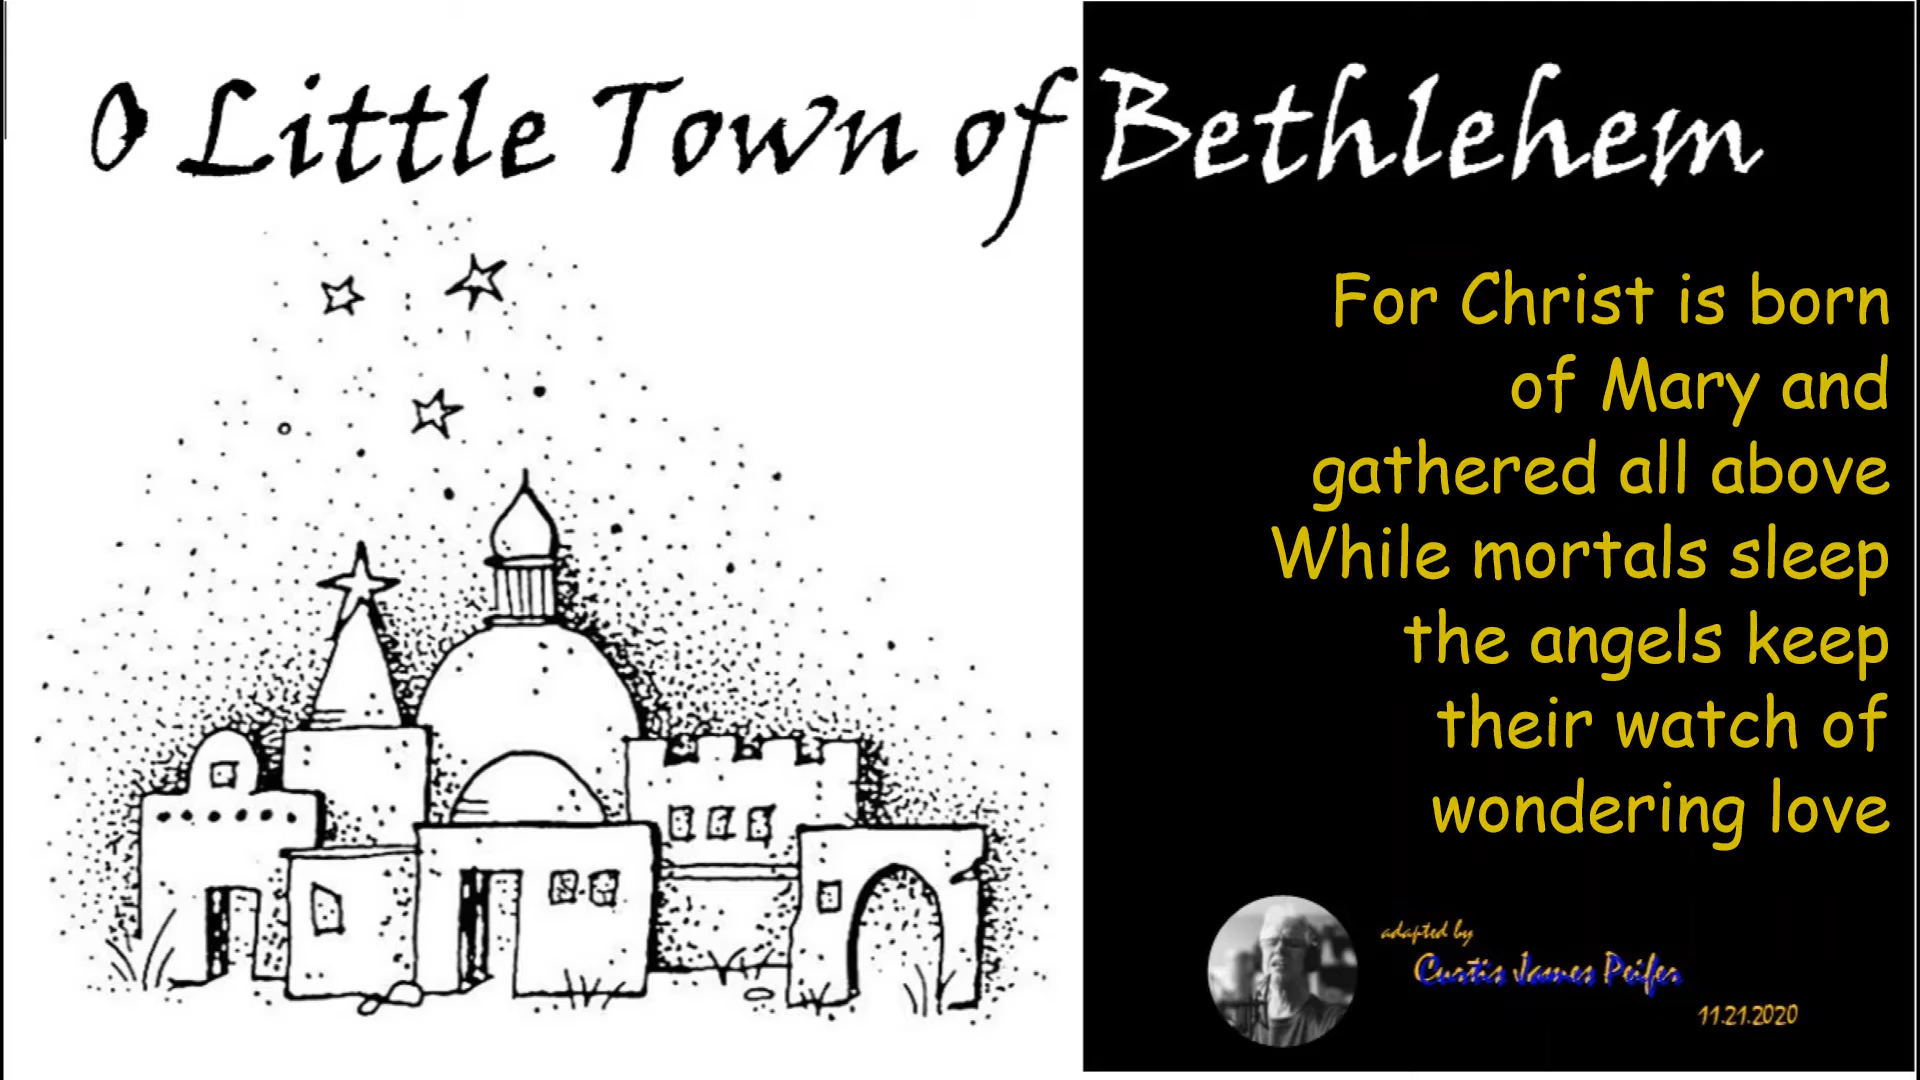 O Little Town of Bethlehem
For Christ is born
of Mary and
gathered all above
While mortals sleep
the angels keep
their watch of
wondering love
adapted by
Curtis James Peifer
11.21.2020